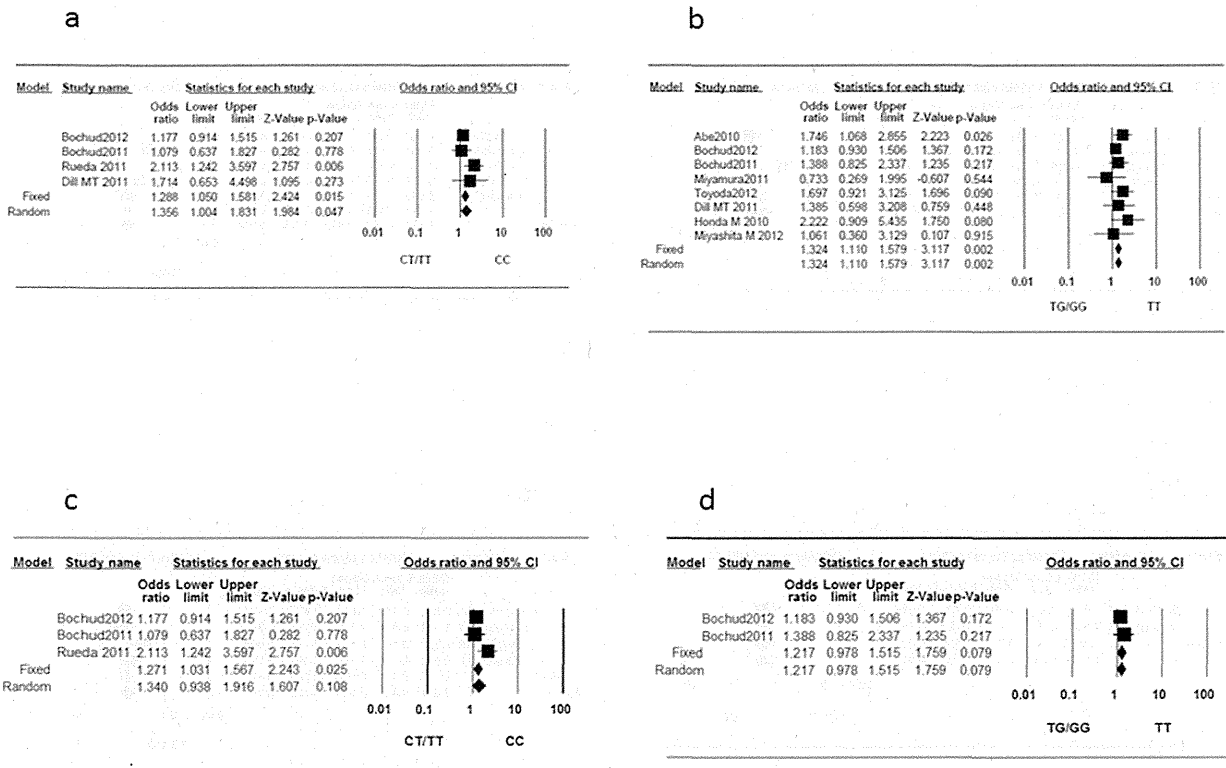 a
Model Study name Statistics for each study Odds ratio and 95% CI
Odds Lower Upper
ratio limit limit Z-Value p-Value
Bochud2012 1.177 0.914 1.515 1.261 0.207
Bochud2011 1.079 0.637 1.827 0.282 0.778
Rueda 2011 2.113 1.242 3.597 2.757 0.006
Dill MT 2011 1.714 0.653 4.498 1.095 0.273
Fixed 1.288 1.050 1.581 2.424 0.015
Random 1.356 1.004 1.831 1.984 0.047
0.01 0.1 1 10 100
CT/TT CC
b
Model Study name Statistics for each study Odds ratio and 95% CI
Odds Lower Upper
ratio limit limit Z-Value p-Value
Abe2010 1.746 1.068 2.855 2.223 0.026
Bochud2012 1.183 0.930 1.506 1.367 0.172
Bochud2011 1.388 0.825 2.337 1.235 0.217
Miyamura2011 0.733 0.269 1.995 -0.607 0.544
Toyoda2012 1.697 0.921 3.125 1.696 0.090
Dill MT 2011 1.385 0.598 3.208 0.759 0.448
Honda M 2010 2.222 0.909 5.435 1.750 0.080
Miyashita M 2012 1.061 0.360 3.129 0.107 0.915
Fixed 1.324 1.110 1.579 3.117 0.002
Random 1.324 1.110 1.579 3.117 0.002
0.01 0.1 1 10 100
TG/GG TT
c
Model Study name Statistics for each study Odds ratio and 95% CI
Odds Lower Upper
ratio limit limit Z-Value p-Value
Bochud2012 1.177 0.914 1.515 1.261 0.207
Bochud2011 1.079 0.637 1.827 0.282 0.778
Rueda 2011 2.113 1.242 3.597 2.757 0.006
Fixed 1.271 1.031 1.567 2.243 0.025
Random 1.340 0.938 1.916 1.607 0.108
0.01 0.1 1 10 100
CT/TT CC
d
Model Study name Statistics for each study Odds ratio and 95% CI
Odds Lower Upper
ratio limit limit Z-Value p-Value
Bochud2012 1.183 0.930 1.506 1.367 0.172
Bochud2011 1.388 0.825 2.337 1.235 0.217
Fixed 1.217 0.978 1.515 1.759 0.079
Random 1.217 0.978 1.515 1.759 0.079
0.01 0.1 1 10 100
TG/GG TT